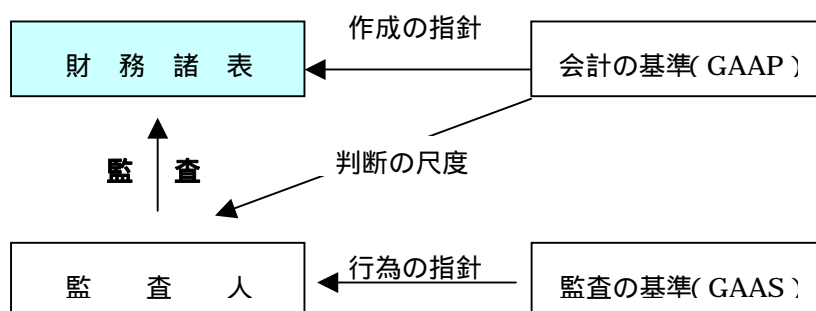 作成の指針
財務諸表
会計の基準(GAAP)
監 査
判断の尺度
監査人
行為の指針
監査の基準(GAAS)